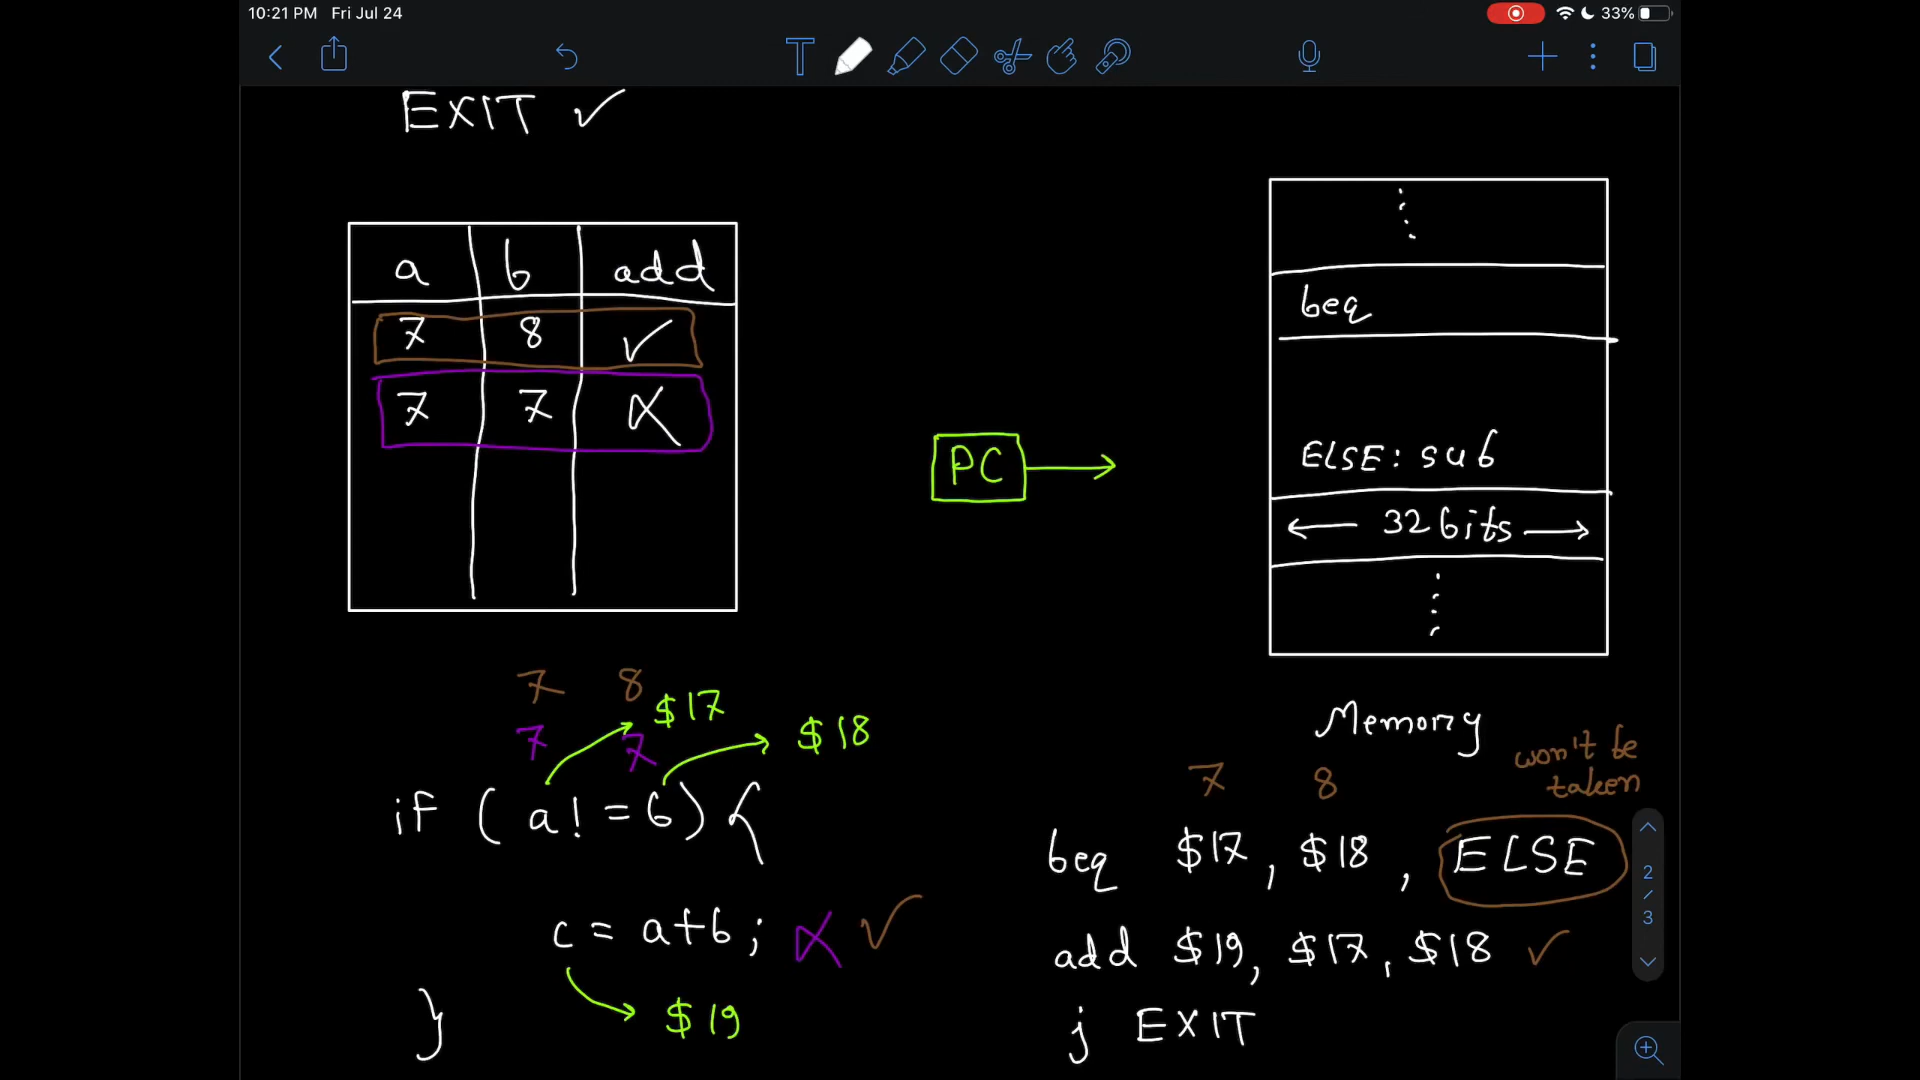 10:21 PM Fri Jul 24
33%
EXIT ✓
a b add
7 8 ✓
7 7 X
PC
beq
ELSE: sub
← 32 bits →
Memory
7 8
$17
7 7
$18
if ( a != b ) {
c = a+b; X ✓
$19
}
won't be
taken
7 8
beq $17, $18, ELSE
add $19, $17, $18 ✓
j EXIT
2
/
3